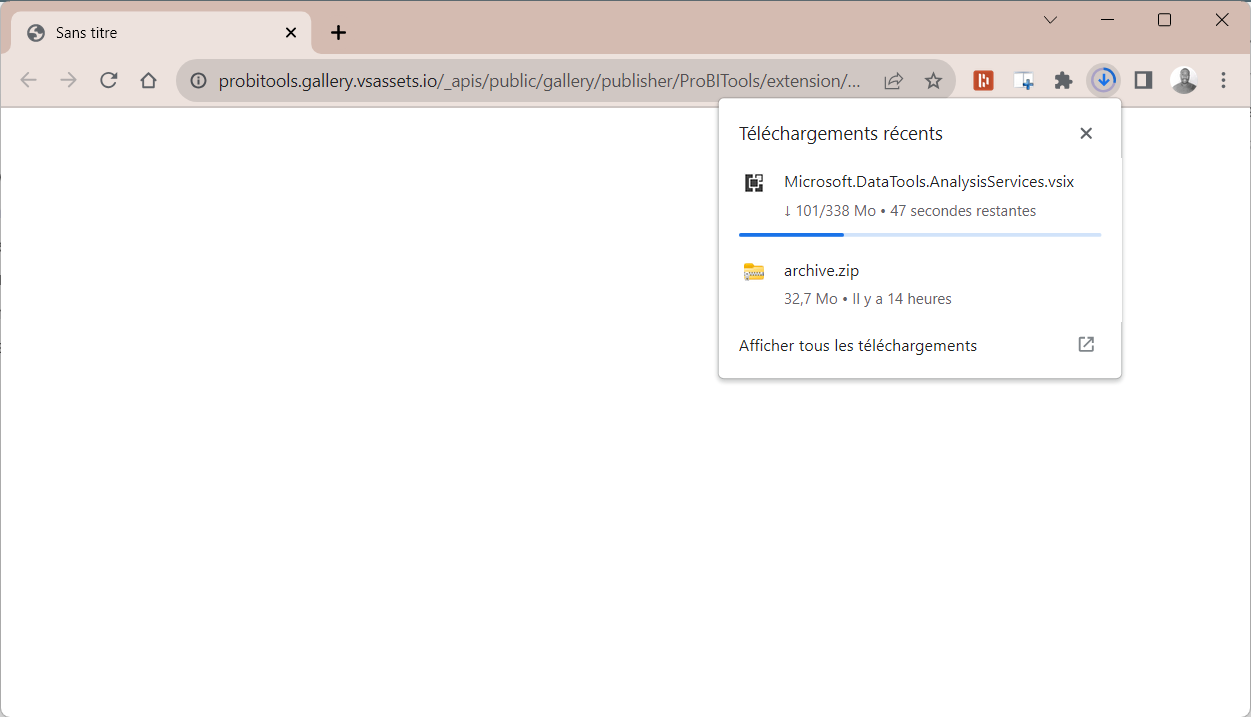 Sans titre
probitools.gallery.vsassets.io/_apis/public/gallery/publisher/ProBITools/extension/...
Téléchargements récents
Microsoft.DataTools.AnalysisServices.vsix
↓ 101/338 Mo • 47 secondes restantes
archive.zip
32,7 Mo • Il y a 14 heures
Afficher tous les téléchargements